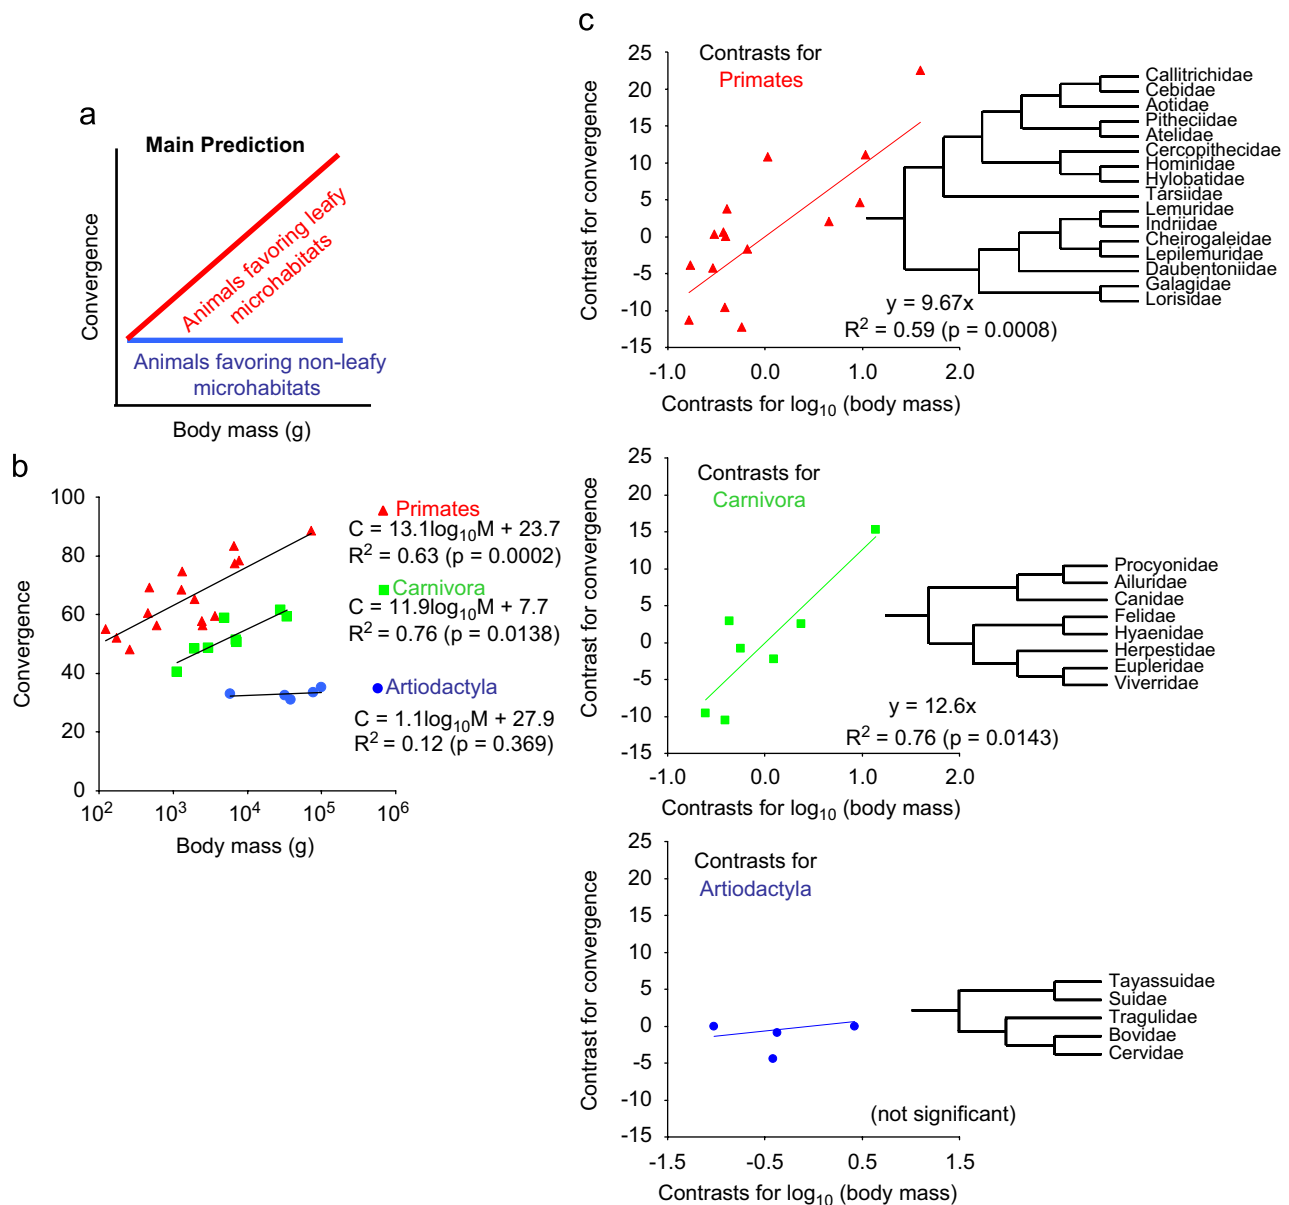 a
Main Prediction
Convergence
Animals favoring leafy
microhabitats
Animals favoring non-leafy
microhabitats
Body mass (g)
b
Convergence
100
80
60
40
20
0
10² 10³ 10⁴ 10⁵ 10⁶
Body mass (g)
Primates
C = 13.1log₁₀M + 23.7
R² = 0.63 (p = 0.0002)
Carnivora
C = 11.9log₁₀M + 7.7
R² = 0.76 (p = 0.0138)
Artiodactyla
C = 1.1log₁₀M + 27.9
R² = 0.12 (p = 0.369)
c
Contrasts for
Primates
Contrast for convergence
25
20
15
10
5
0
-5
-10
-15
-1.0 0.0 1.0 2.0
Contrasts for log₁₀ (body mass)
y = 9.67x
R² = 0.59 (p = 0.0008)
Callitrichidae
Cebidae
Aotidae
Pitheciidae
Atelidae
Cercopithecidae
Hominidae
Hylobatidae
Tarsiidae
Lemuridae
Indriidae
Cheirogaleidae
Lepilemuridae
Daubentoniidae
Galagidae
Lorisidae
Contrasts for
Carnivora
Contrast for convergence
25
20
15
10
5
0
-5
-10
-15
-1.0 0.0 1.0 2.0
Contrasts for log₁₀ (body mass)
y = 12.6x
R² = 0.76 (p = 0.0143)
Procyonidae
Ailuridae
Canidae
Felidae
Hyaenidae
Herpestidae
Eupleridae
Viverridae
Contrasts for
Artiodactyla
Contrast for convergence
25
20
15
10
5
0
-5
-10
-15
-1.5 -0.5 0.5 1.5
Contrasts for log₁₀ (body mass)
(not significant)
Tayassuidae
Suidae
Tragulidae
Bovidae
Cervidae